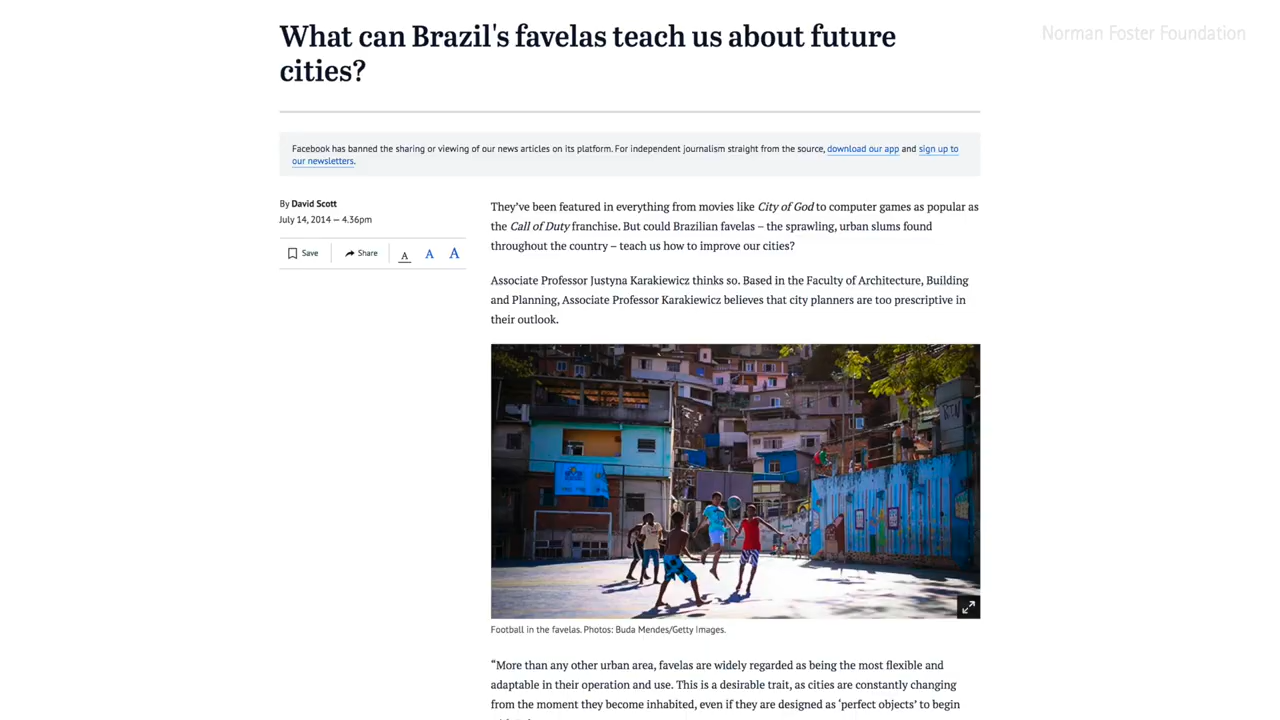 Norman Foster Foundation
What can Brazil's favelas teach us about future
cities?
Facebook has banned the sharing or viewing of our news articles on its platform. For independent journalism straight from the source, download our app and sign up to
our newsletters.
By David Scott
July 14, 2014 — 4.36pm
Save Share A A A
They’ve been featured in everything from movies like City of God to computer games as popular as
the Call of Duty franchise. But could Brazilian favelas – the sprawling, urban slums found
throughout the country – teach us how to improve our cities?
Associate Professor Justyna Karakiewicz thinks so. Based in the Faculty of Architecture, Building
and Planning, Associate Professor Karakiewicz believes that city planners are too prescriptive in
their outlook.
Football in the favelas. Photos: Buda Mendes/Getty Images.
“More than any other urban area, favelas are widely regarded as being the most flexible and
adaptable in their operation and use. This is a desirable trait, as cities are constantly changing
from the moment they become inhabited, even if they are designed as ‘perfect objects’ to begin